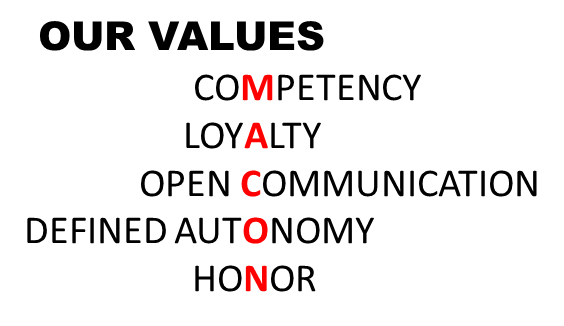 OUR VALUES
COMPETENCY
LOYALTY
OPEN COMMUNICATION
DEFINED AUTONOMY
HONOR